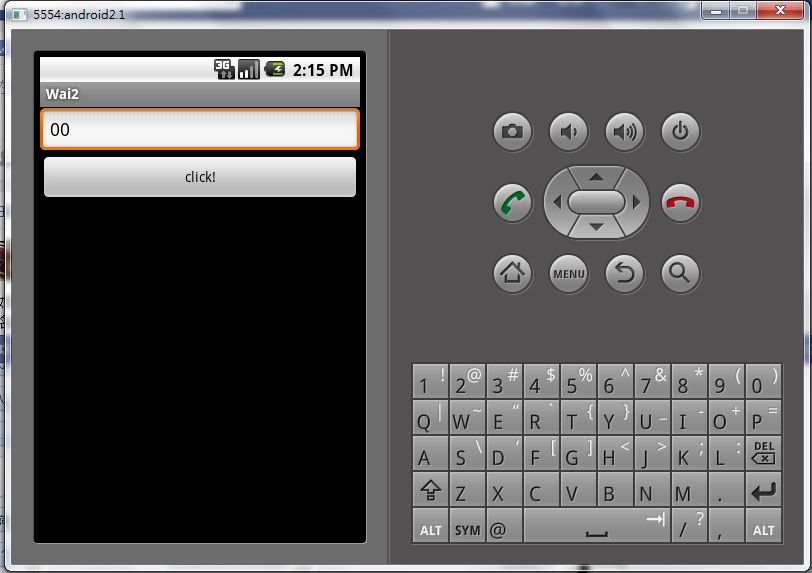 5554:android2.1
3G 2:15 PM
Wai2
00
click!
MENU
1 ! 2 @ 3 # 4 $ 5 % 6 ^ 7 & 8 * 9 ( 0 )
Q | W ~ E " R ` T { Y } U _ I - O + P =
A S \ D ' F [ G ] H < J > K ; L : DEL
Z X C V B N M .
ALT SYM @ / ? , ALT